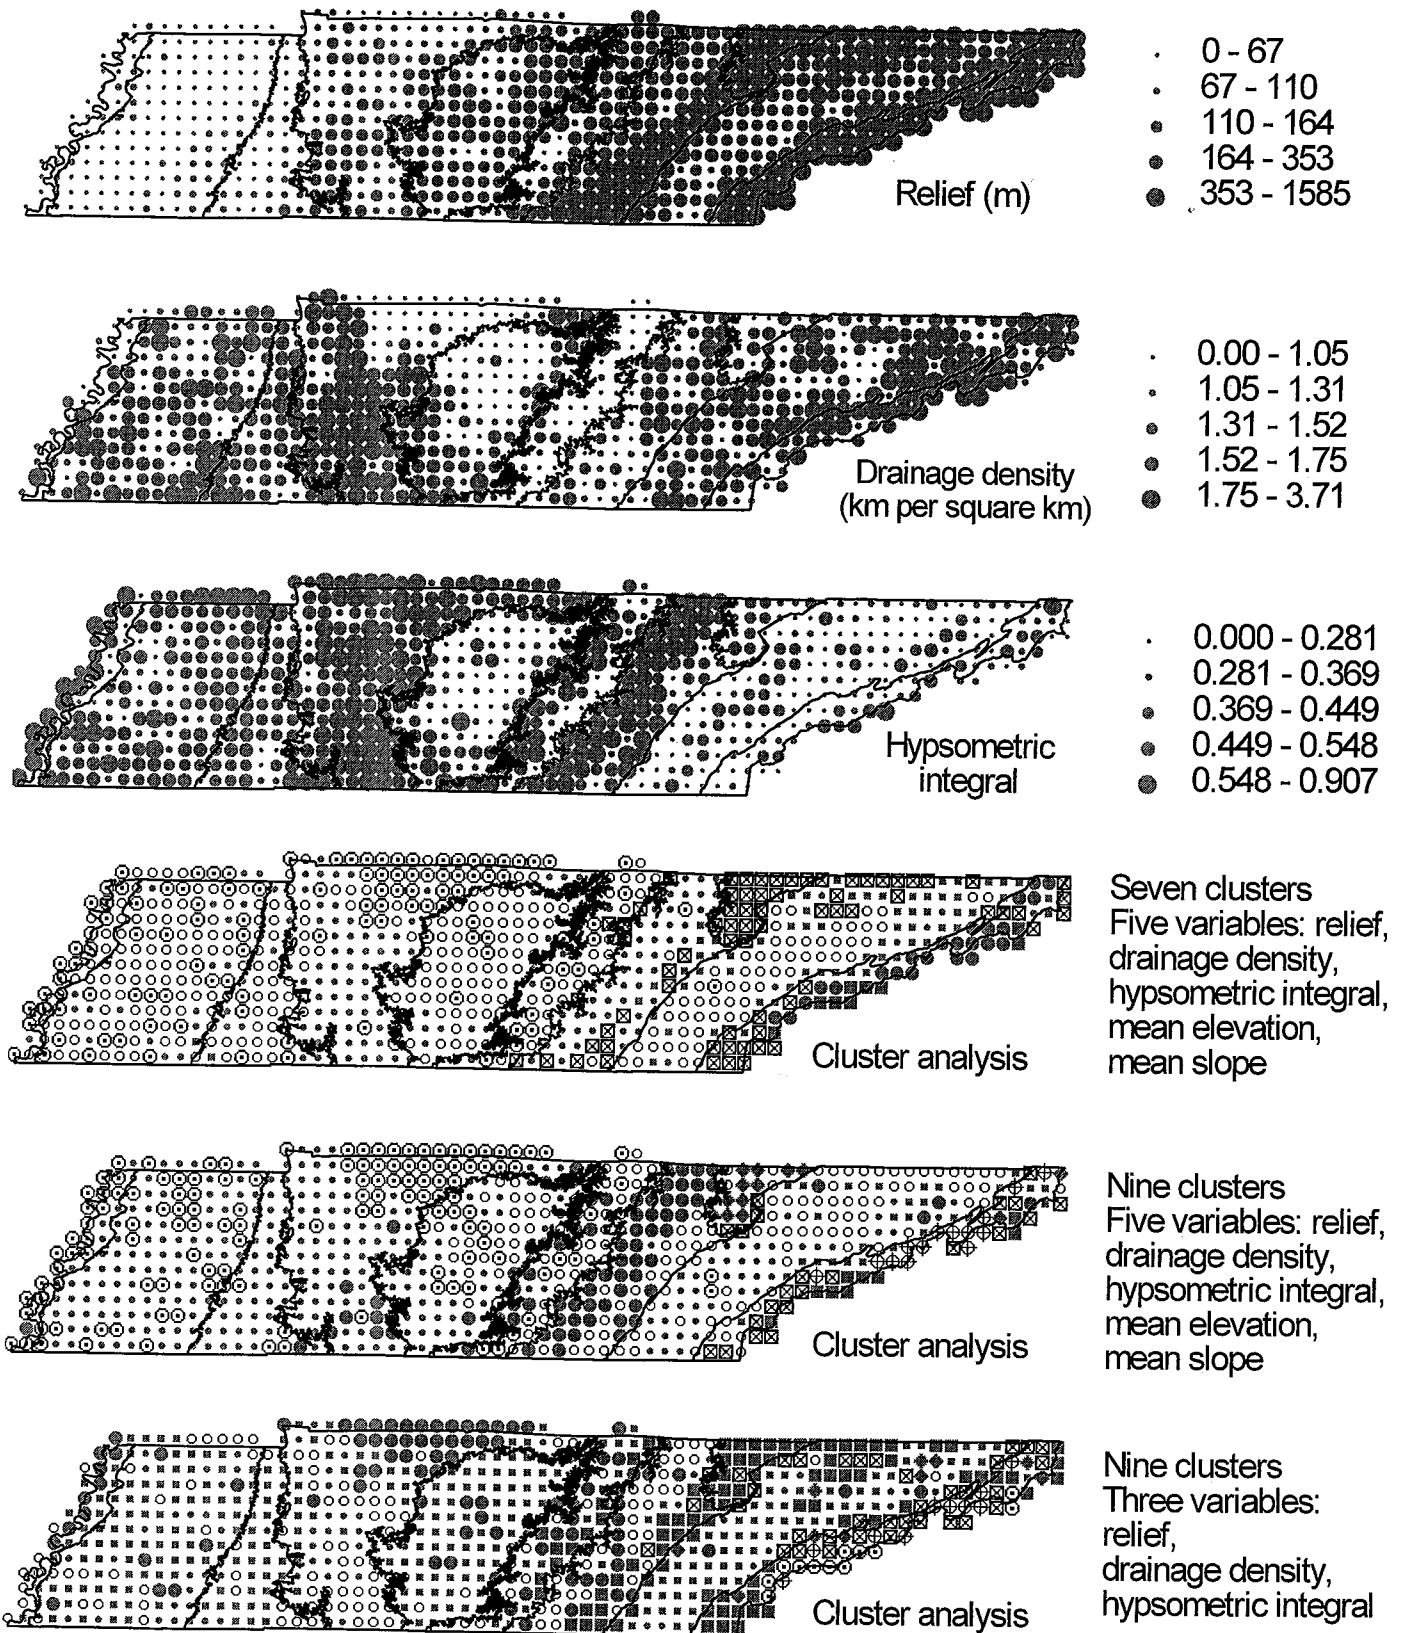 0 - 67
67 - 110
110 - 164
164 - 353
353 - 1585
Relief (m)
0.00 - 1.05
1.05 - 1.31
1.31 - 1.52
1.52 - 1.75
1.75 - 3.71
Drainage density
(km per square km)
0.000 - 0.281
0.281 - 0.369
0.369 - 0.449
0.449 - 0.548
0.548 - 0.907
Hypsometric
integral
Seven clusters
Five variables: relief,
drainage density,
hypsometric integral,
mean elevation,
mean slope
Cluster analysis
Nine clusters
Five variables: relief,
drainage density,
hypsometric integral,
mean elevation,
mean slope
Cluster analysis
Nine clusters
Three variables:
relief,
drainage density,
hypsometric integral
Cluster analysis